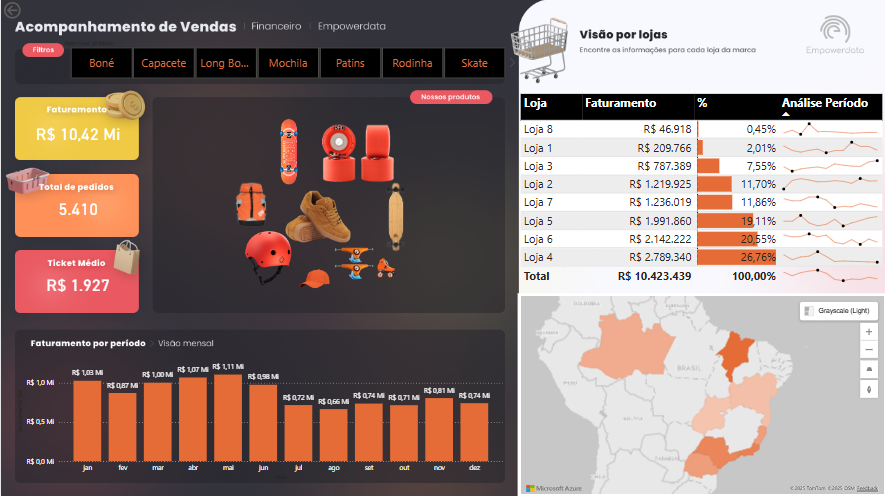 Acompanhamento de Vendas | Financeiro | Empowerdata
Filtros
Boné Capacete Long Bo... Mochila Patins Rodinha Skate
Faturamento
R$ 10,42 Mi
Total de pedidos
5.410
Ticket Médio
R$ 1.927
Nossos produtos
Faturamento por período > Visão mensal
R$ 1,0 Mi
R$ 0,5 Mi
R$ 0,0 Mi
R$ 1,03 Mi R$ 0,87 Mi R$ 1,00 Mi R$ 1,07 Mi R$ 1,11 Mi R$ 0,98 Mi R$ 0,72 Mi R$ 0,66 Mi R$ 0,74 Mi R$ 0,71 Mi R$ 0,81 Mi R$ 0,74 Mi
jan fev mar abr mai jun jul ago set out nov dez
Visão por lojas
Encontre as informações para cada loja da marca
Empowerdata
Loja Faturamento % Análise Período
Loja 8 R$ 46.918 0,45%
Loja 1 R$ 209.766 2,01%
Loja 3 R$ 787.389 7,55%
Loja 2 R$ 1.219.925 11,70%
Loja 7 R$ 1.236.019 11,86%
Loja 5 R$ 1.991.860 19,11%
Loja 6 R$ 2.142.222 20,55%
Loja 4 R$ 2.789.340 26,76%
Total R$ 10.423.439 100,00%
Grayscale (Light)
COLÔMBIA
PERU
BRASIL
Microsoft Azure
©2025 TomTom ©2025 OSM Feedback